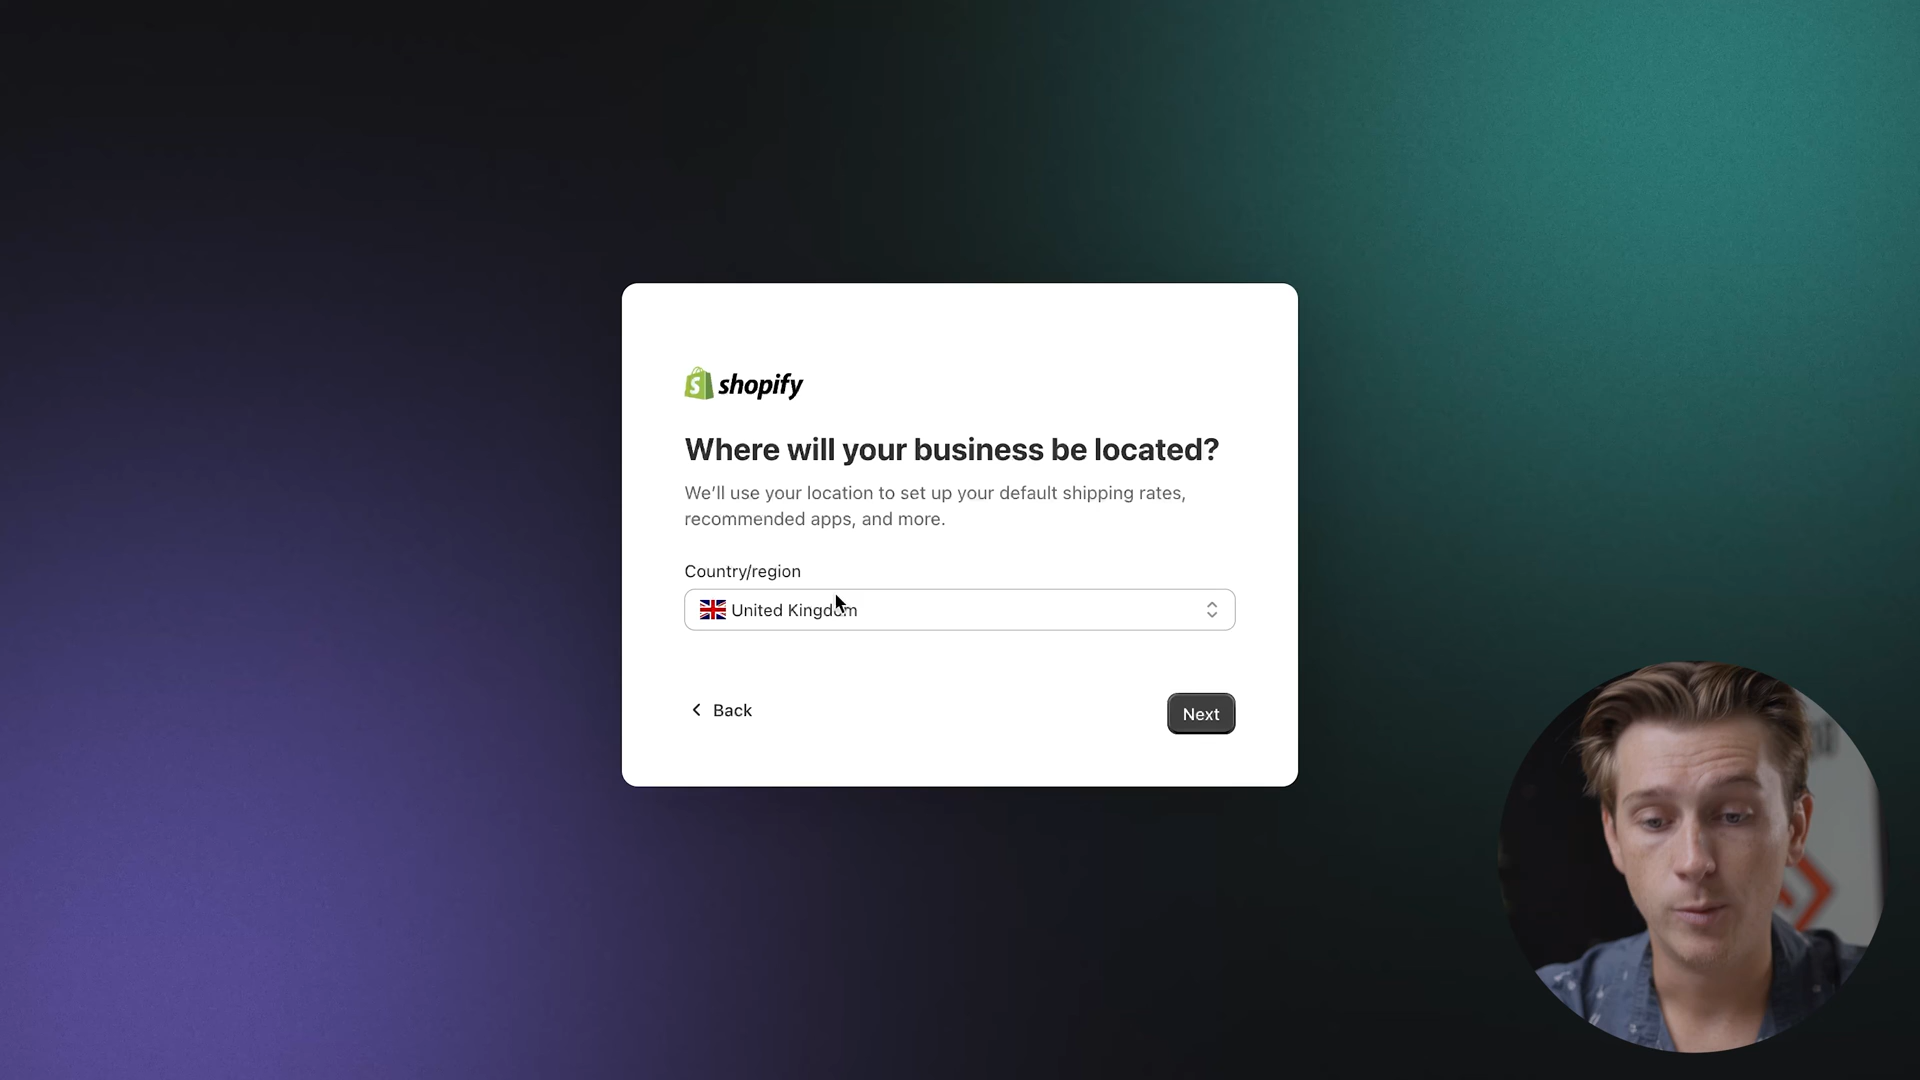 shopify
Where will your business be located?
We’ll use your location to set up your default shipping rates,
recommended apps, and more.
Country/region
United Kingdom
Back
Next